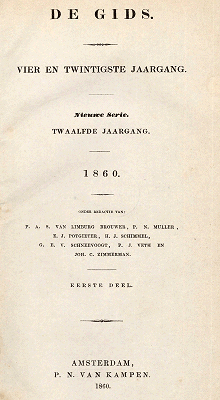 DE GIDS.
VIER EN TWINTIGSTE JAARGANG.
Nieuwe Serie.
TWAALFDE JAARGANG.
1860.
ONDER REDACTIE VAN:
P. A. S. VAN LIMBURG BROUWER, P. N. MULLER,
E. J. POTGIETER, H. J. SCHIMMEL,
G. E. V. SCHNEEVOOGT, P. J. VETH EN
JOH. C. ZIMMERMAN.
EERSTE DEEL.
AMSTERDAM,
P. N. VAN KAMPEN.
1860.